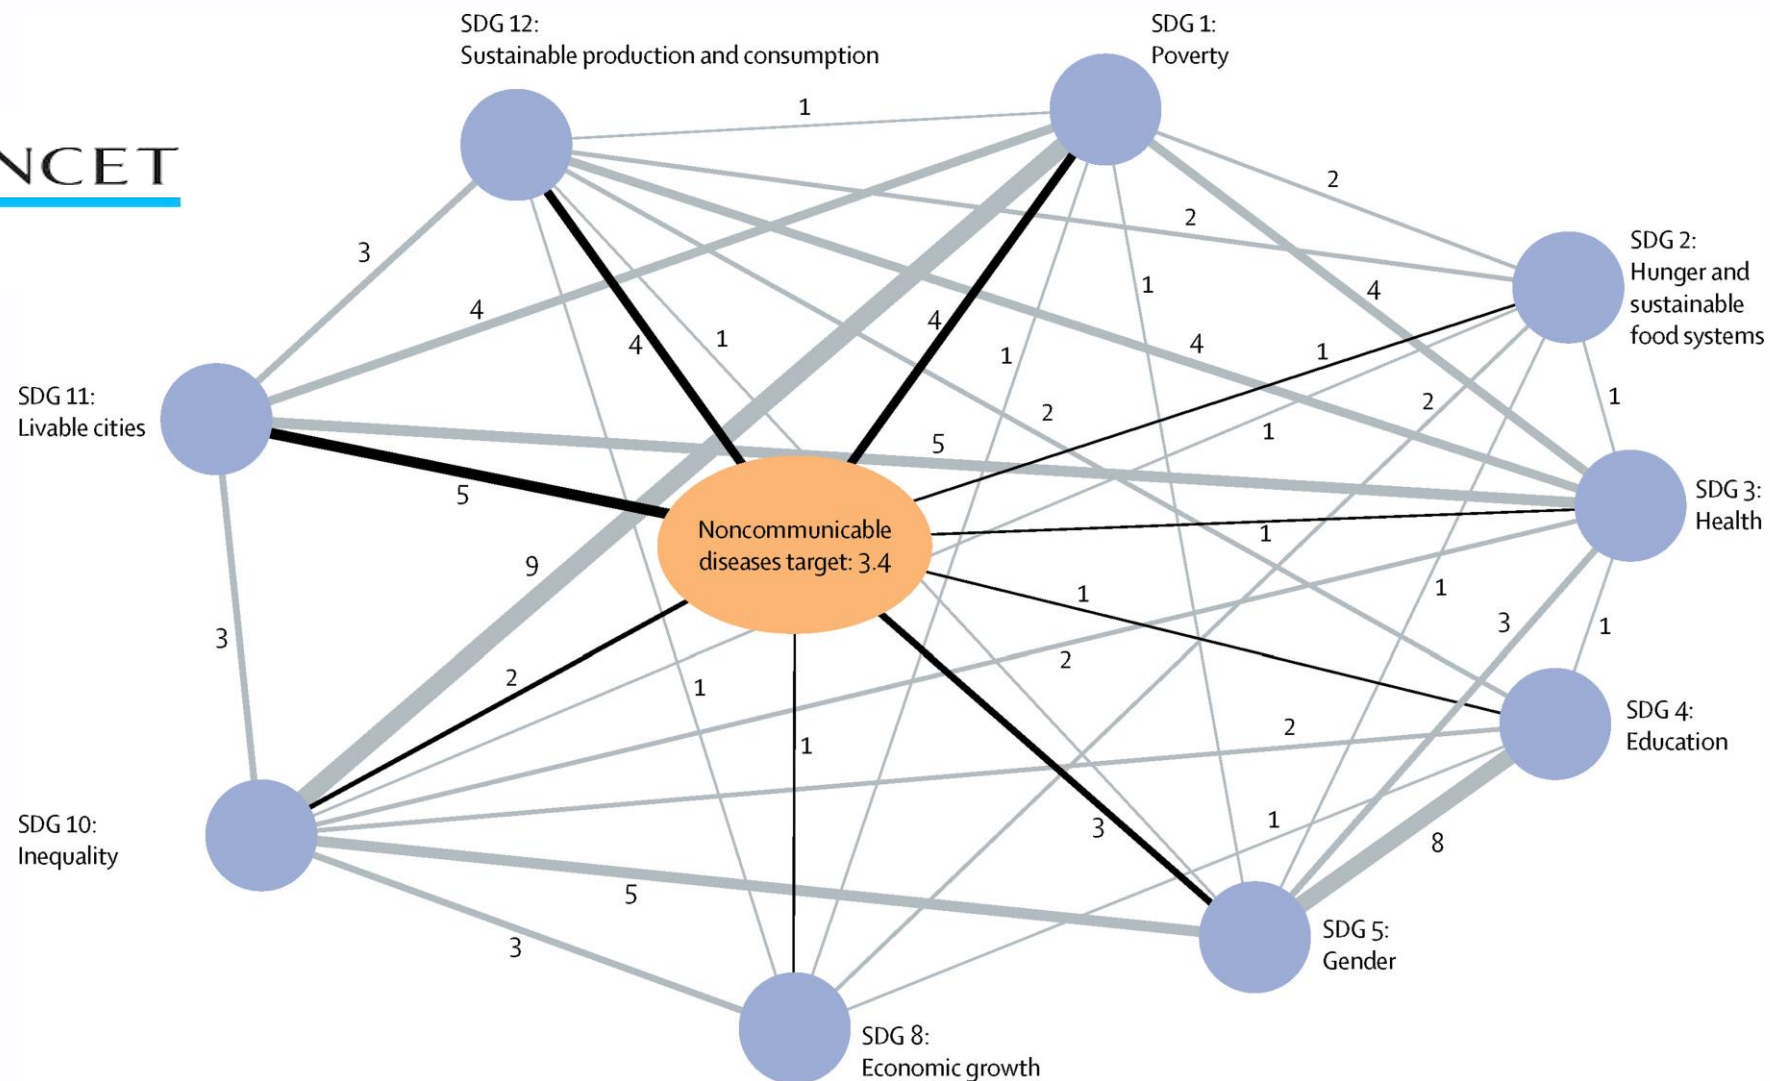 SDG 12:
Sustainable production and consumption
SDG 1:
Poverty
NCET
1
2
2
SDG 2:
Hunger and
sustainable
food systems
3
1
4
4
4
4
1
4
1
1
2
1
SDG 11:
Livable cities
2
1
5
5
SDG 3:
Health
Noncommunicable
diseases target: 3.4
1
9
1
1
3
1
3
2
2
1
SDG 4:
Education
2
1
SDG 10:
Inequality
3
1
8
5
SDG 5:
Gender
3
SDG 8:
Economic growth